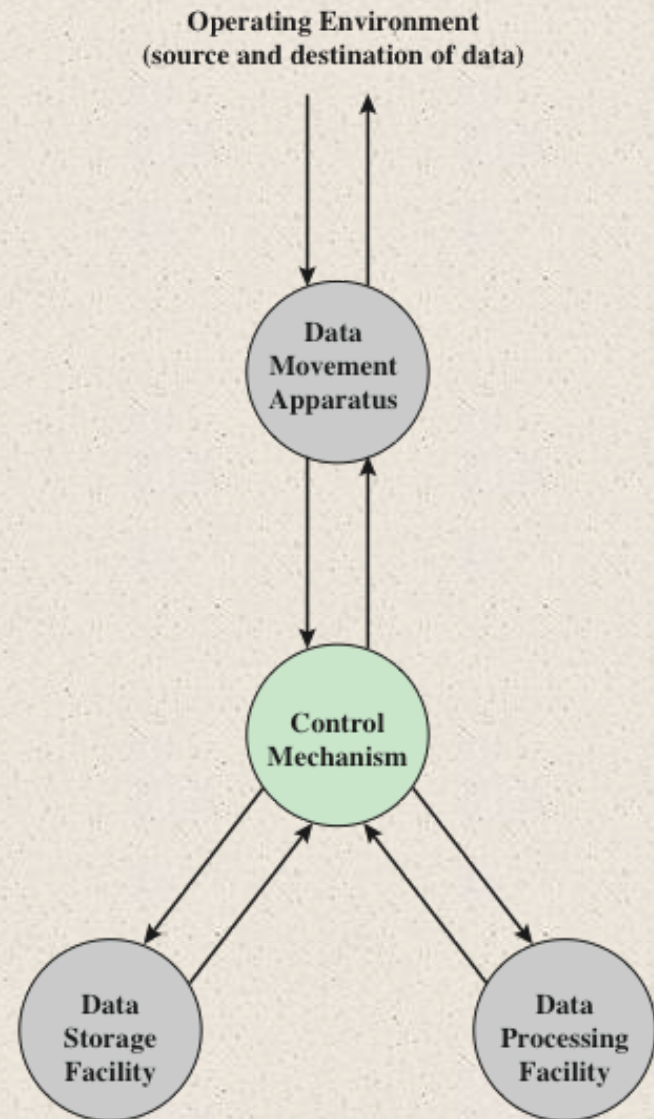 Operating Environment
(source and destination of data)
Data
Movement
Apparatus
Control
Mechanism
Data
Storage
Facility
Data
Processing
Facility